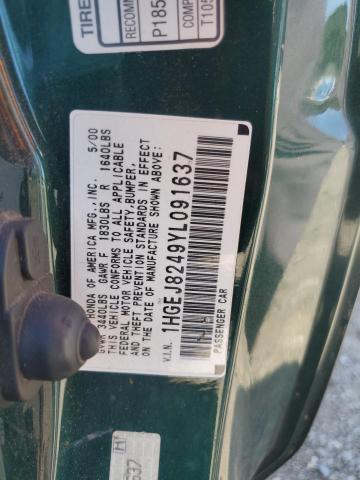 HONDA OF AMERICA MFG.,INC. 5/00
GVWR 3440LBS GAWR F 1830LBS R 1640LBS
THIS VEHICLE CONFORMS TO ALL APPLICABLE
FEDERAL MOTOR VEHICLE SAFETY,BUMPER,
AND THEFT PREVENTION STANDARDS IN EFFECT
ON THE DATE OF MANUFACTURE SHOWN ABOVE.
V.I.N. 1HGEJ8249YL091637
PASSENGER CAR
TIRE
RECOMM
P185
T105